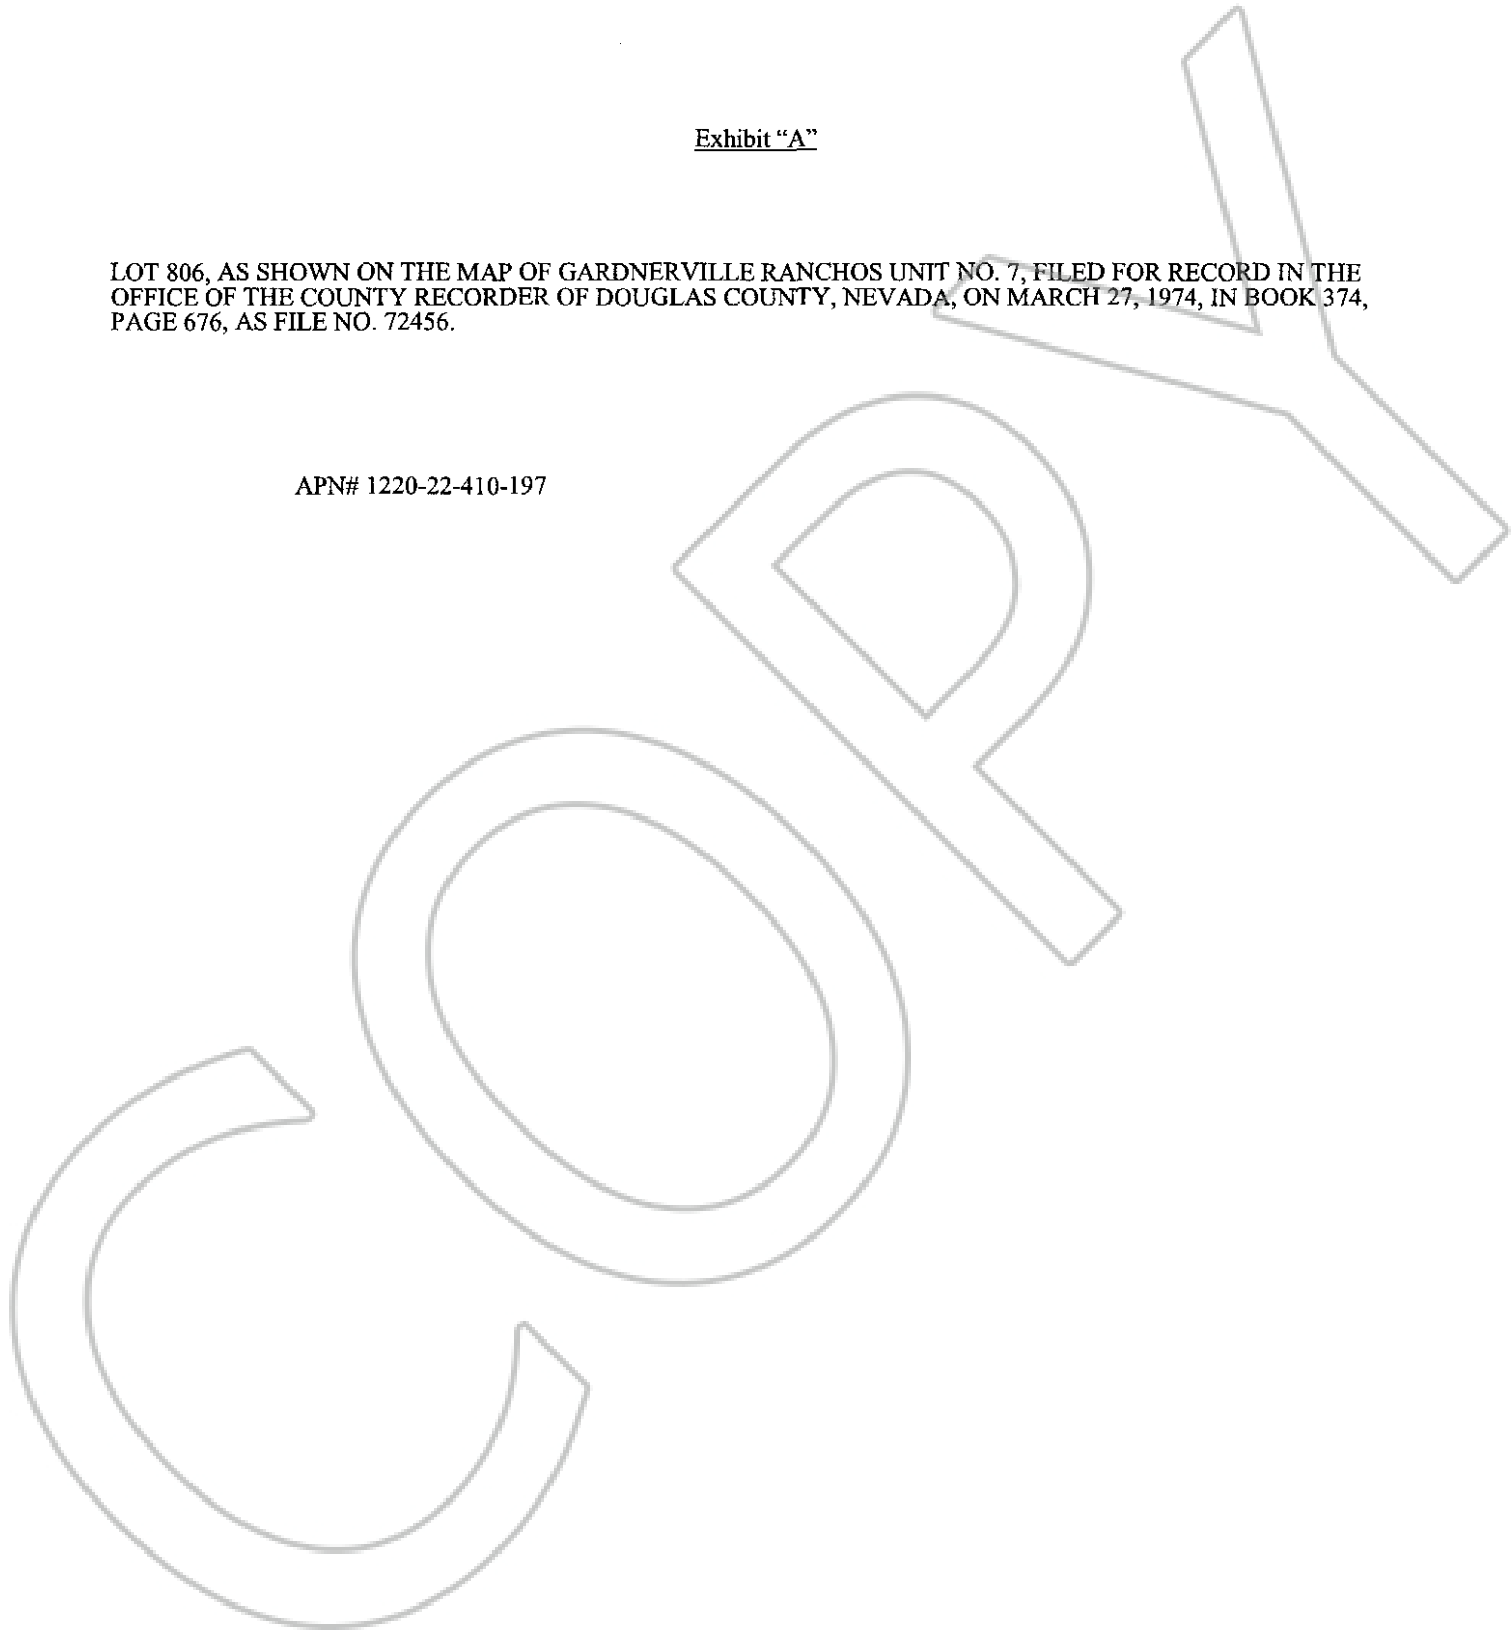 Exhibit “A”
LOT 806, AS SHOWN ON THE MAP OF GARDNERVILLE RANCHOS UNIT NO. 7, FILED FOR RECORD IN THE
OFFICE OF THE COUNTY RECORDER OF DOUGLAS COUNTY, NEVADA, ON MARCH 27, 1974, IN BOOK 374,
PAGE 676, AS FILE NO. 72456.
APN# 1220-22-410-197
COPY